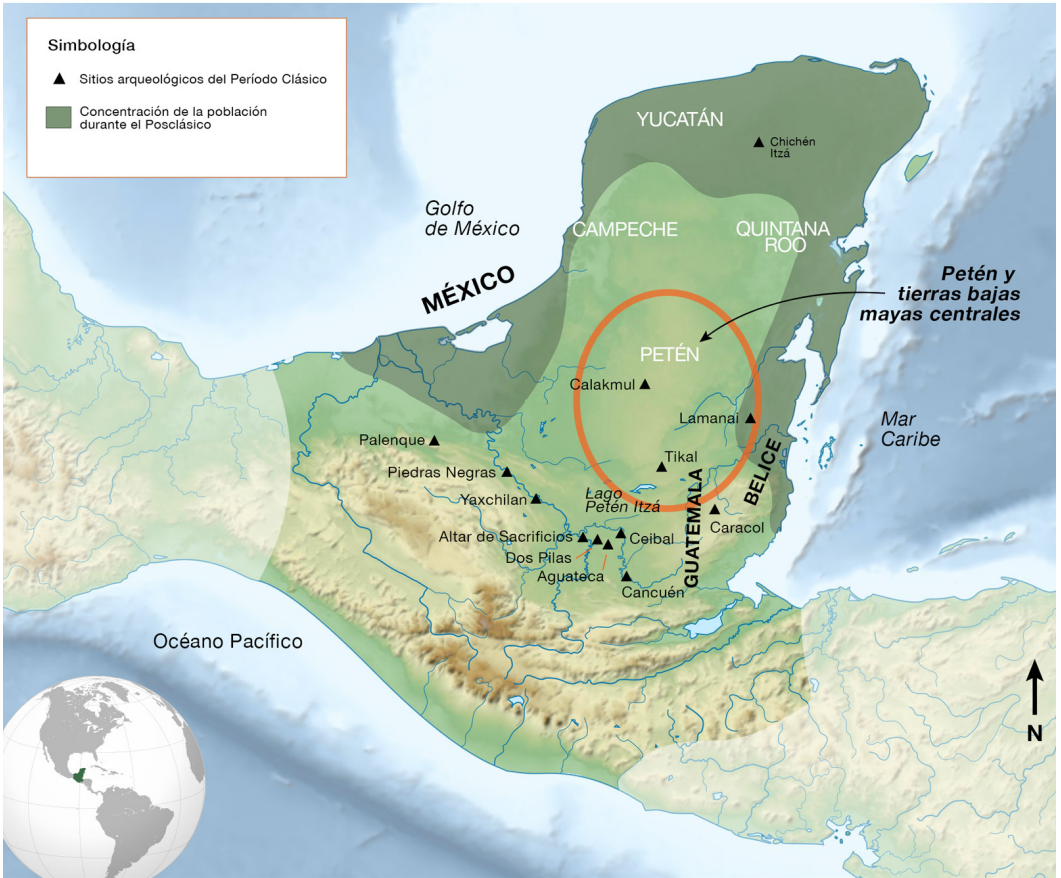 Simbología
Sitios arqueológicos del Período Clásico
Concentración de la población
durante el Posclásico
YUCATÁN
Chichén
Itzá
Golfo
de México
CAMPECHE
QUINTANA
ROO
MÉXICO
Petén y
tierras bajas
mayas centrales
PETÉN
Calakmul
Lamanai
Mar
Caribe
Palenque
Tikal
Piedras Negras
BELICE
Lago
Petén Itzá
Yaxchilan
GUATEMALA
Caracol
Altar de Sacrificios
Ceibal
Dos Pilas
Aguateca
Cancuén
Océano Pacífico
N